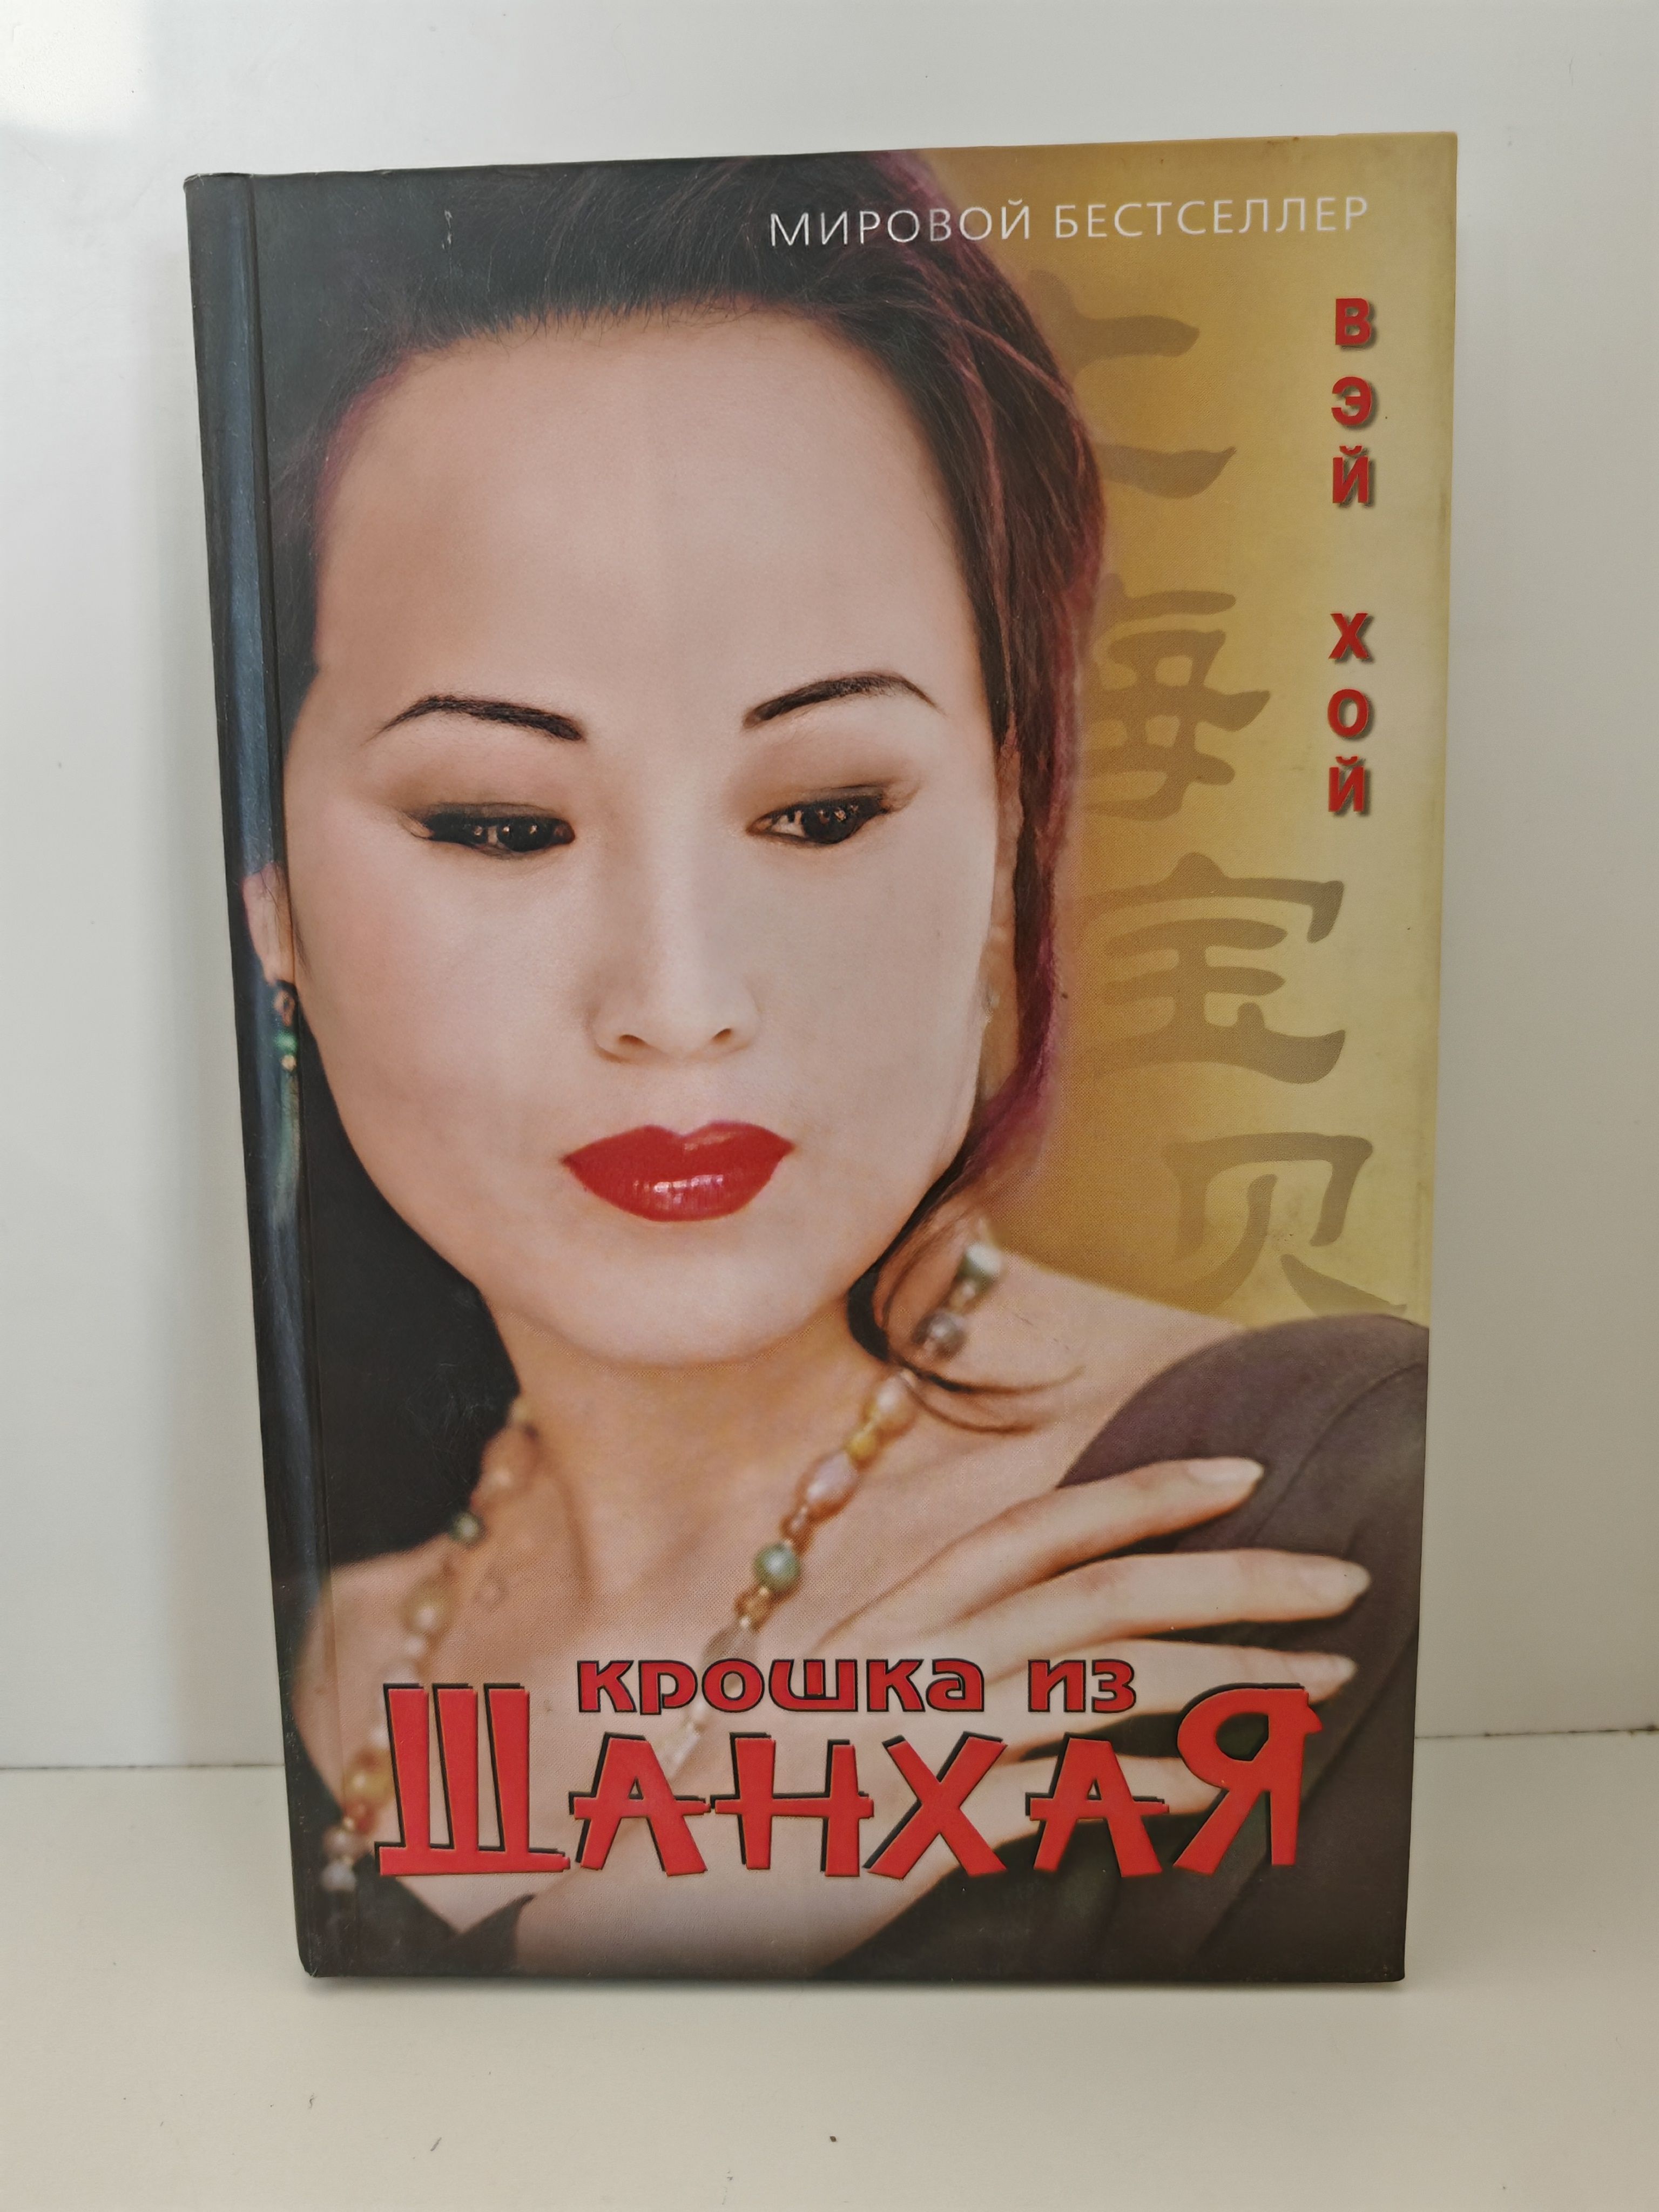 МИРОВОЙ БЕСТСЕЛЛЕР
ВЭЙ ХОЙ
上海宝贝
КРОШКА ИЗ
ШАНХАЯ